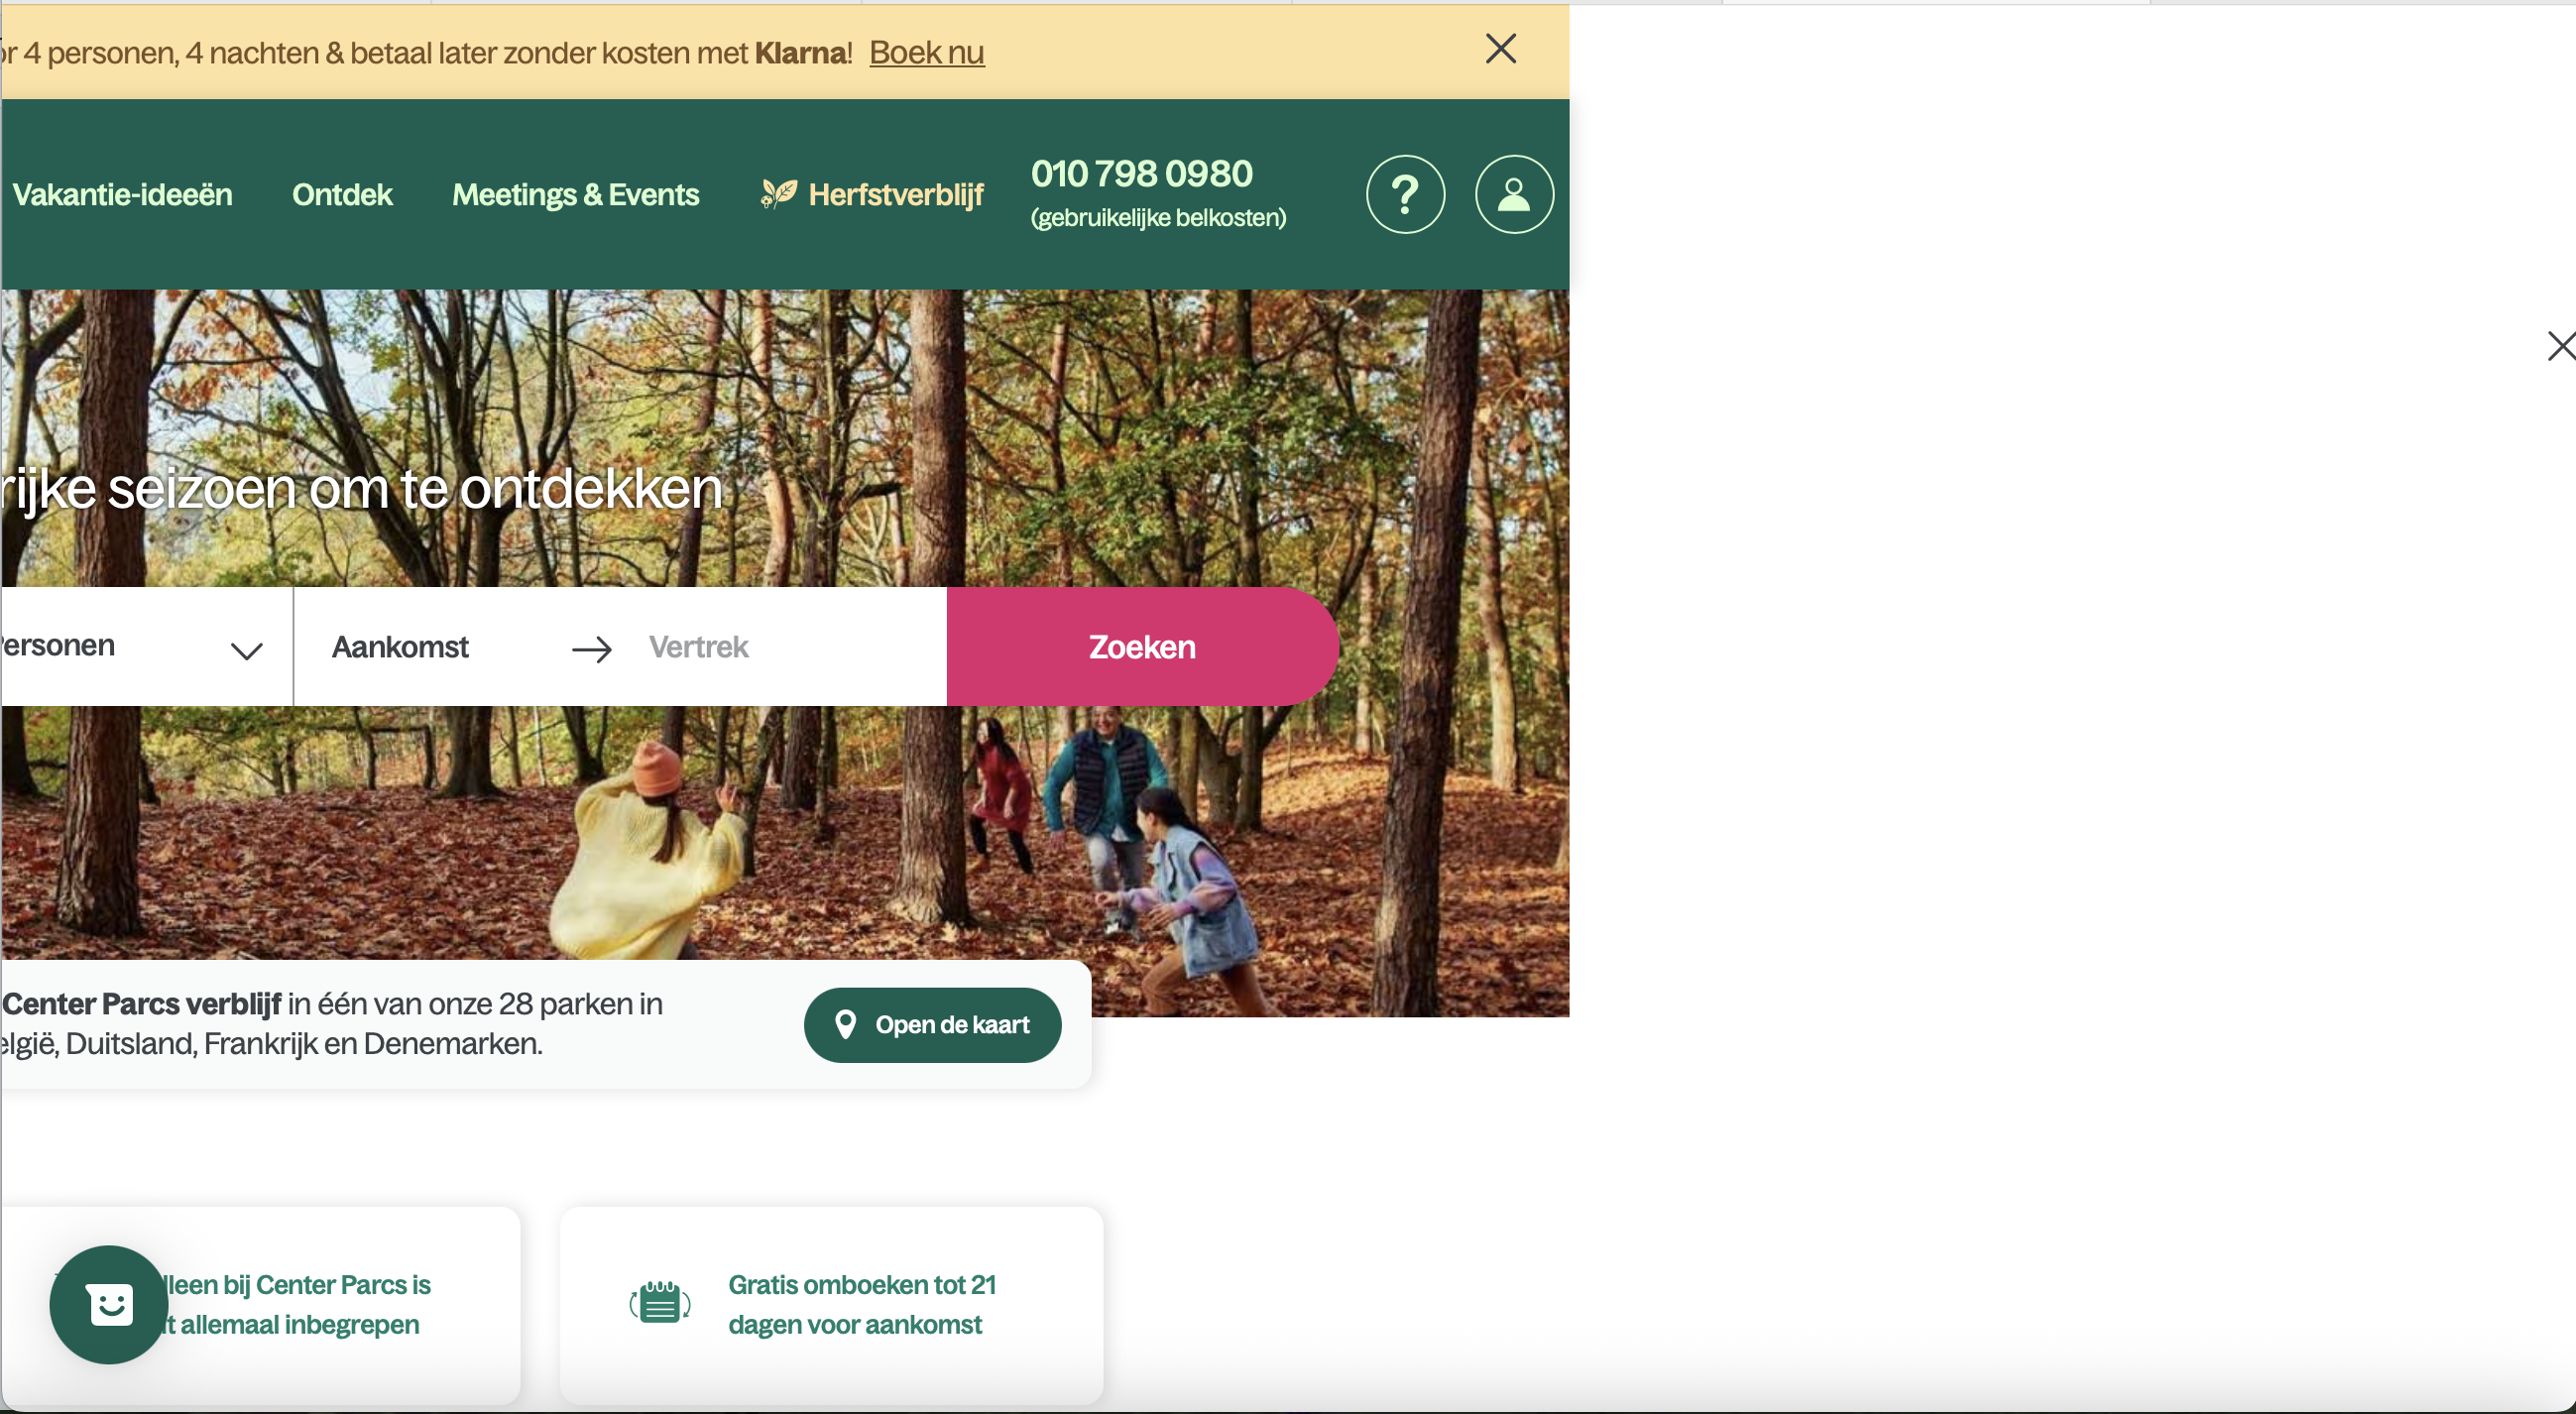 4 personen, 4 nachten & betaal later zonder kosten met Klarna! Boek nu
Vakantie-ideeën
Ontdek
Meetings & Events
Herfstverblijf
010 798 0980
(gebruikelijke belkosten)
?
rijke seizoen om te ontdekken
ersonen
Aankomst
Vertrek
Zoeken
Center Parcs verblijf in één van onze 28 parken in
elgië, Duitsland, Frankrijk en Denemarken.
Open de kaart
lleen bij Center Parcs is
t allemaal inbegrepen
Gratis omboeken tot 21
dagen voor aankomst